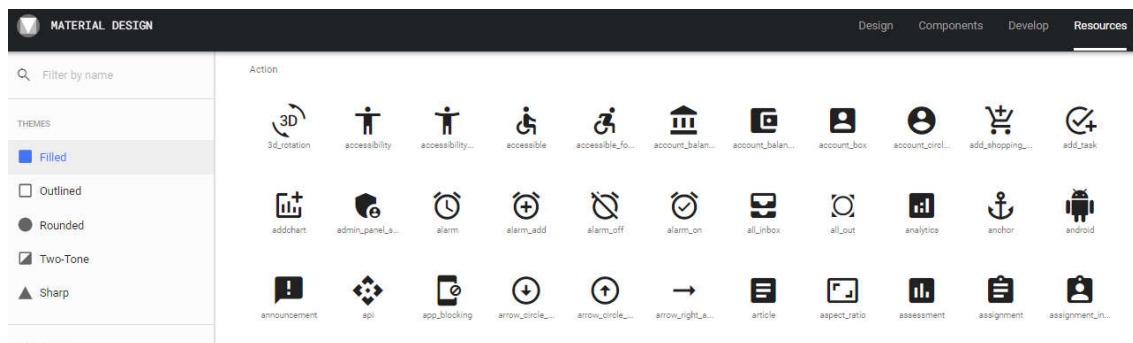 MATERIAL DESIGN
Design Components Develop Resources
Filter by name
THEMES
Filled
Outlined
Rounded
Two-Tone
Sharp
Action
3D
3d_rotation accessibility accessibility... accessible accessible_fo... account_balan... account_balan... account_box account_circl... add_shopping_... add_task
addchart admin_panel_s... alarm alarm_add alarm_off alarm_on all_inbox all_out analytics anchor android
announcement api app_blocking arrow_circle_... arrow_circle_... arrow_right_a... article aspect_ratio assessment assignment assignment_in...